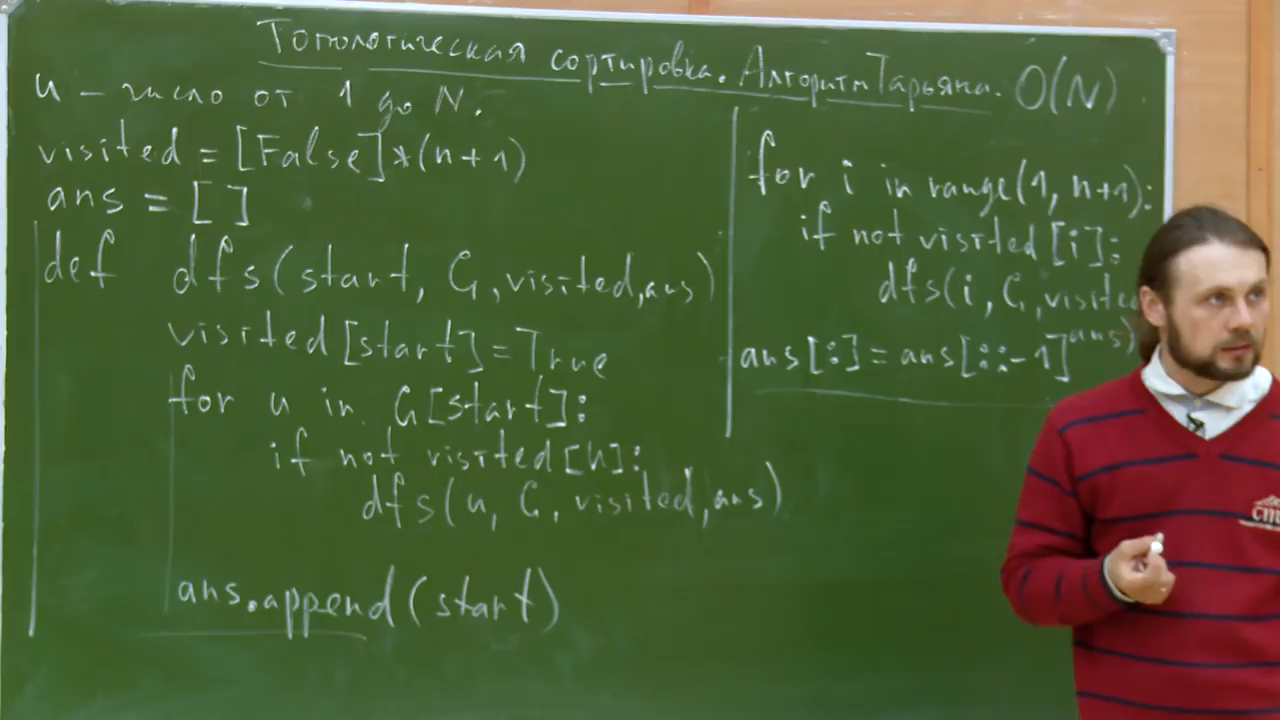 Топологическая сортировка. Алгоритм Тарьяна. O(N)
u - число от 1 до N.
visited = [False]*(n+1)
ans = [ ]
def dfs(start, G, visited, ans)
visited[start]=True
for u in G[start]:
if not visited[u]:
dfs(u, G, visited, ans)
ans.append(start)
for i in range(1, n+1):
if not visited[i]:
dfs(i, G, visited
ans)
ans[:] = ans[::-1]